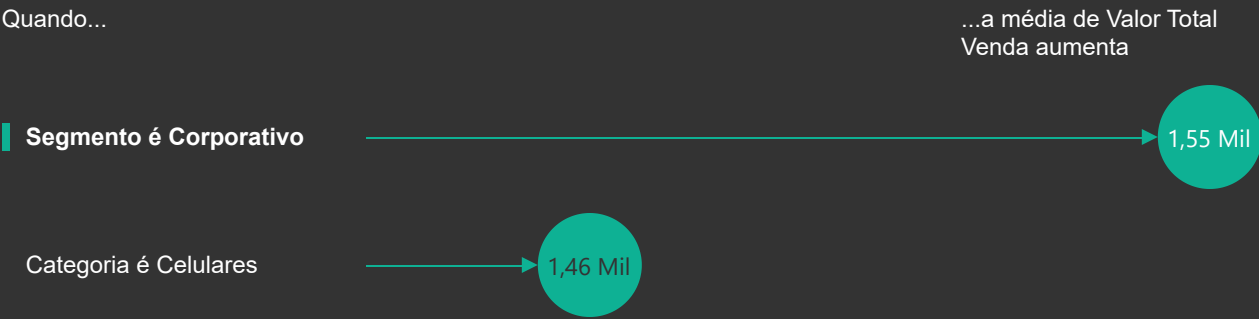 Quando...
...a média de Valor Total
Venda aumenta
Segmento é Corporativo
1,55 Mil
Categoria é Celulares
1,46 Mil